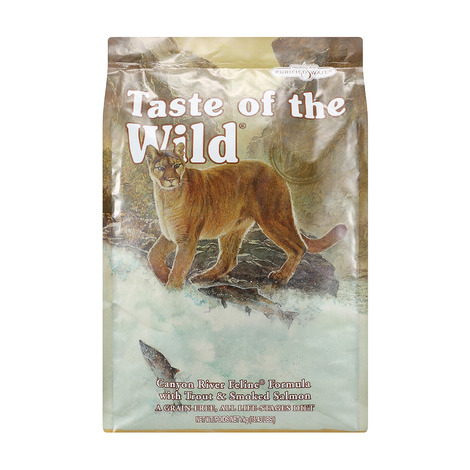 Taste of the
Wild®
Canyon River Feline® Formula
with Trout & Smoked Salmon
A GRAIN-FREE, ALL LIFE-STAGES DIET